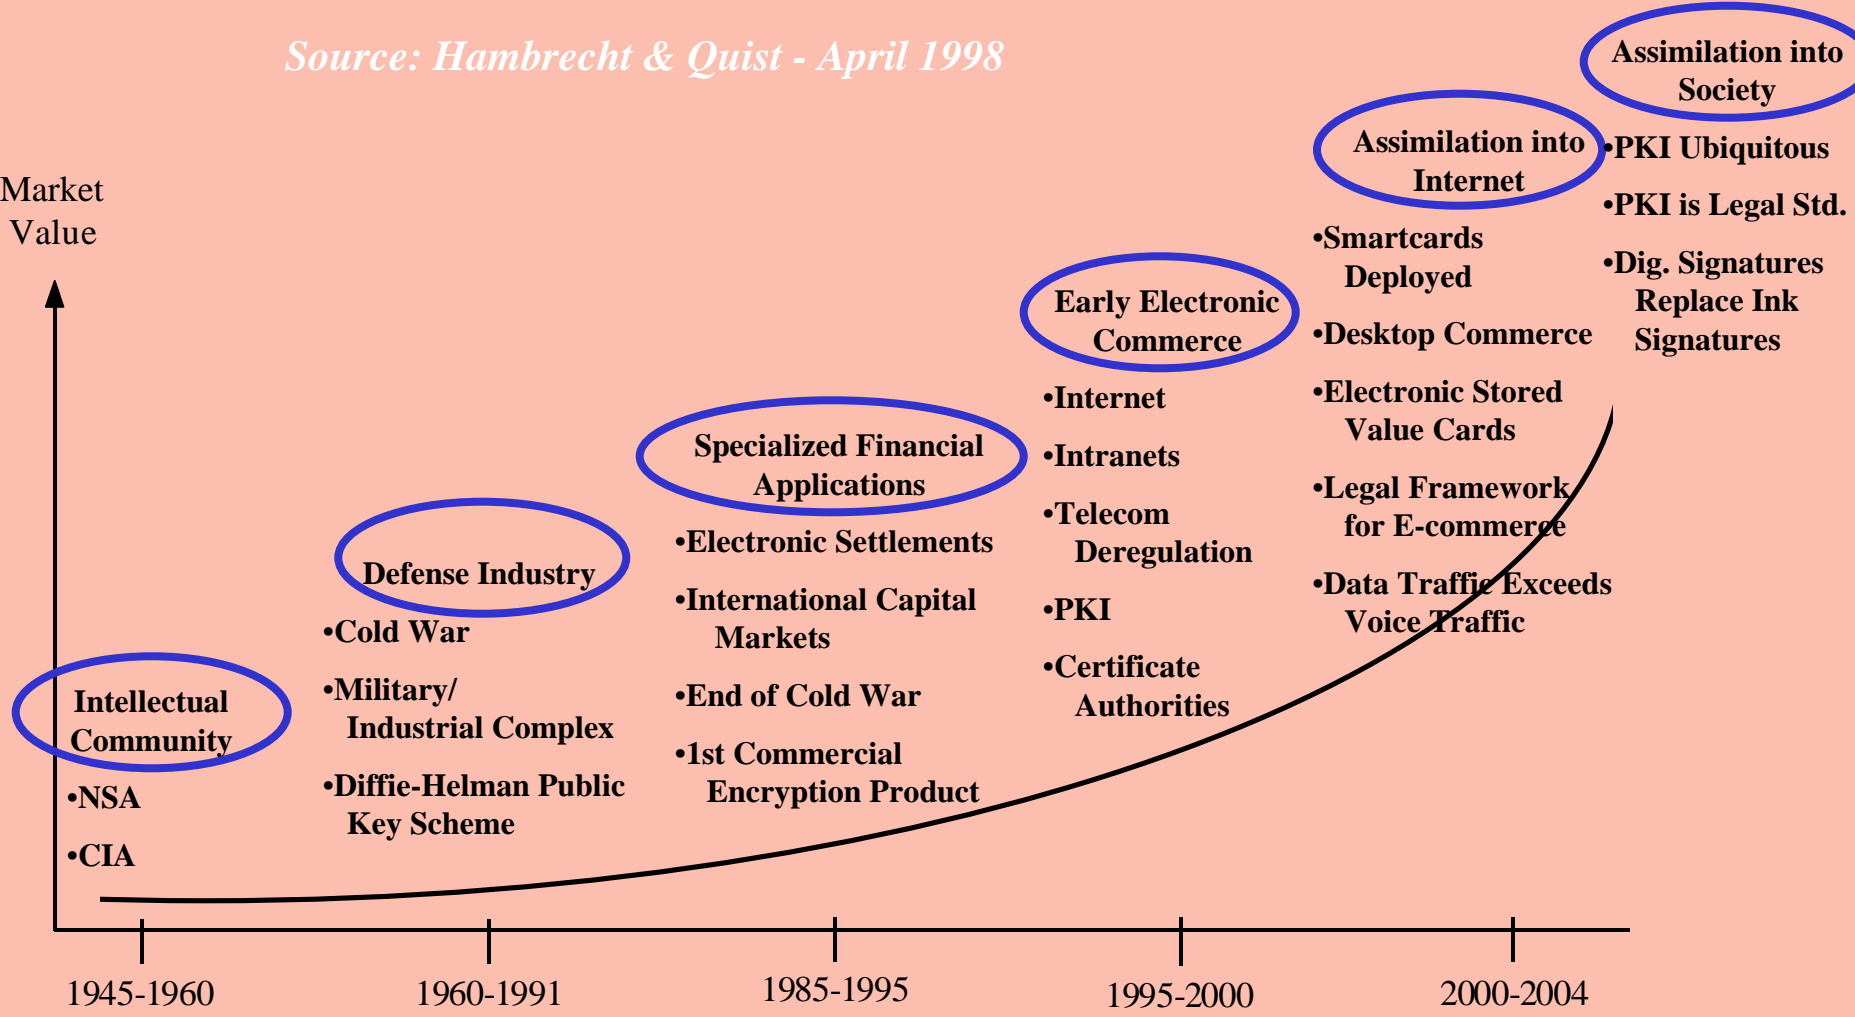 Source: Hambrecht & Quist - April 1998
Market
Value
Intellectual
Community
•NSA
•CIA
Defense Industry
•Cold War
•Military/
Industrial Complex
•Diffie-Helman Public
Key Scheme
Specialized Financial
Applications
•Electronic Settlements
•International Capital
Markets
•End of Cold War
•1st Commercial
Encryption Product
Early Electronic
Commerce
•Internet
•Intranets
•Telecom
Deregulation
•PKI
•Certificate
Authorities
Assimilation into
Internet
•Smartcards
Deployed
•Desktop Commerce
•Electronic Stored
Value Cards
•Legal Framework
for E-commerce
•Data Traffic Exceeds
Voice Traffic
Assimilation into
Society
•PKI Ubiquitous
•PKI is Legal Std.
•Dig. Signatures
Replace Ink
Signatures
1945-1960
1960-1991
1985-1995
1995-2000
2000-2004